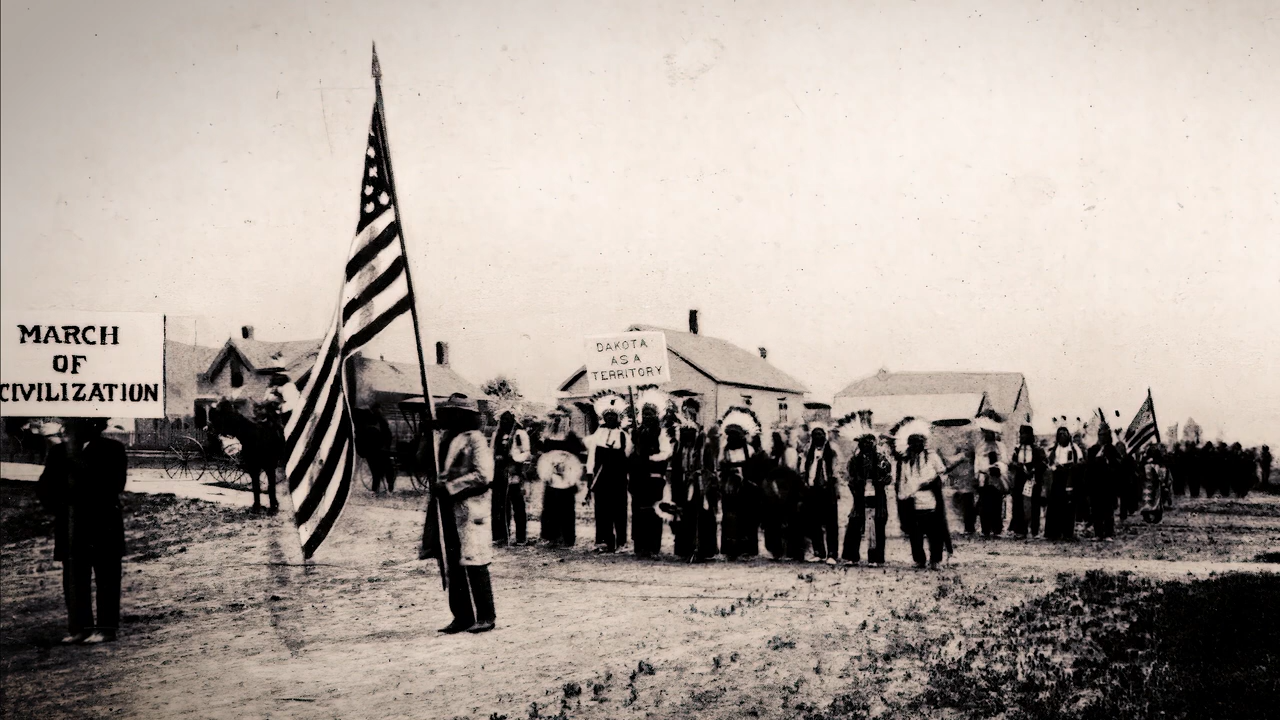 MARCH
OF
CIVILIZATION
DAKOTA
AS A
TERRITORY